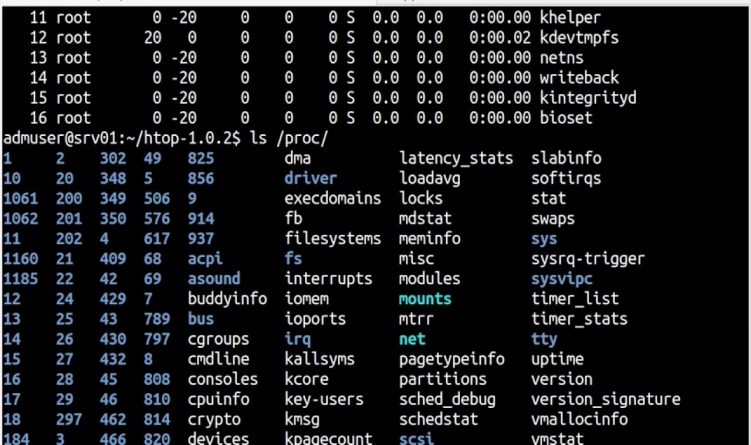 11 root 0 -20 0 0 0 S 0.0 0.0 0:00.00 khelper
12 root 20 0 0 0 0 S 0.0 0.0 0:00.02 kdevtmpfs
13 root 0 -20 0 0 0 S 0.0 0.0 0:00.00 netns
14 root 0 -20 0 0 0 S 0.0 0.0 0:00.00 writeback
15 root 0 -20 0 0 0 S 0.0 0.0 0:00.00 kintegrityd
16 root 0 -20 0 0 0 S 0.0 0.0 0:00.00 bioset
admuser@srv01:~/htop-1.0.2$ ls /proc/
1 2 302 49 825 dma latency_stats slabinfo
10 20 348 5 856 driver loadavg softirqs
1061 200 349 506 9 execdomains locks stat
1062 201 350 576 914 fb mdstat swaps
11 202 4 617 937 filesystems meminfo sys
1160 21 409 68 acpi fs misc sysrq-trigger
1185 22 42 69 asound interrupts modules sysvipc
12 24 429 7 buddyinfo iomem mounts timer_list
13 25 43 789 bus ioports mtrr timer_stats
14 26 430 797 cgroups irq net tty
15 27 432 8 cmdline kallsyms pagetypeinfo uptime
16 28 45 808 consoles kcore partitions version
17 29 46 810 cpuinfo key-users sched_debug version_signature
18 297 462 814 crypto kmsg schedstat vmallocinfo
184 3 466 820 devices kpagecount scsi vmstat